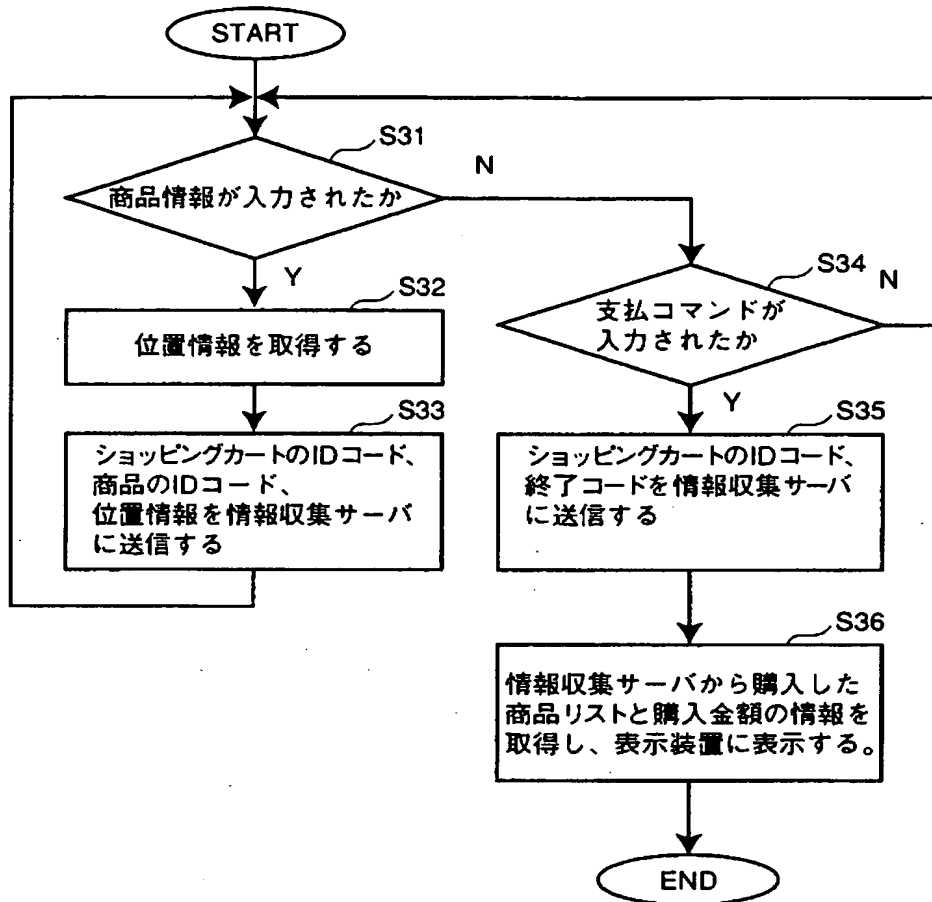 START
S31
商品情報が入力されたか
N
Y
S32
位置情報を取得する
S33
ショッピングカートのIDコード、
商品のIDコード、
位置情報を情報収集サーバ
に送信する
S34
N
支払コマンドが
入力されたか
Y
S35
ショッピングカートのIDコード、
終了コードを情報収集サーバ
に送信する
S36
情報収集サーバから購入した
商品リストと購入金額の情報を
取得し、表示装置に表示する。
END